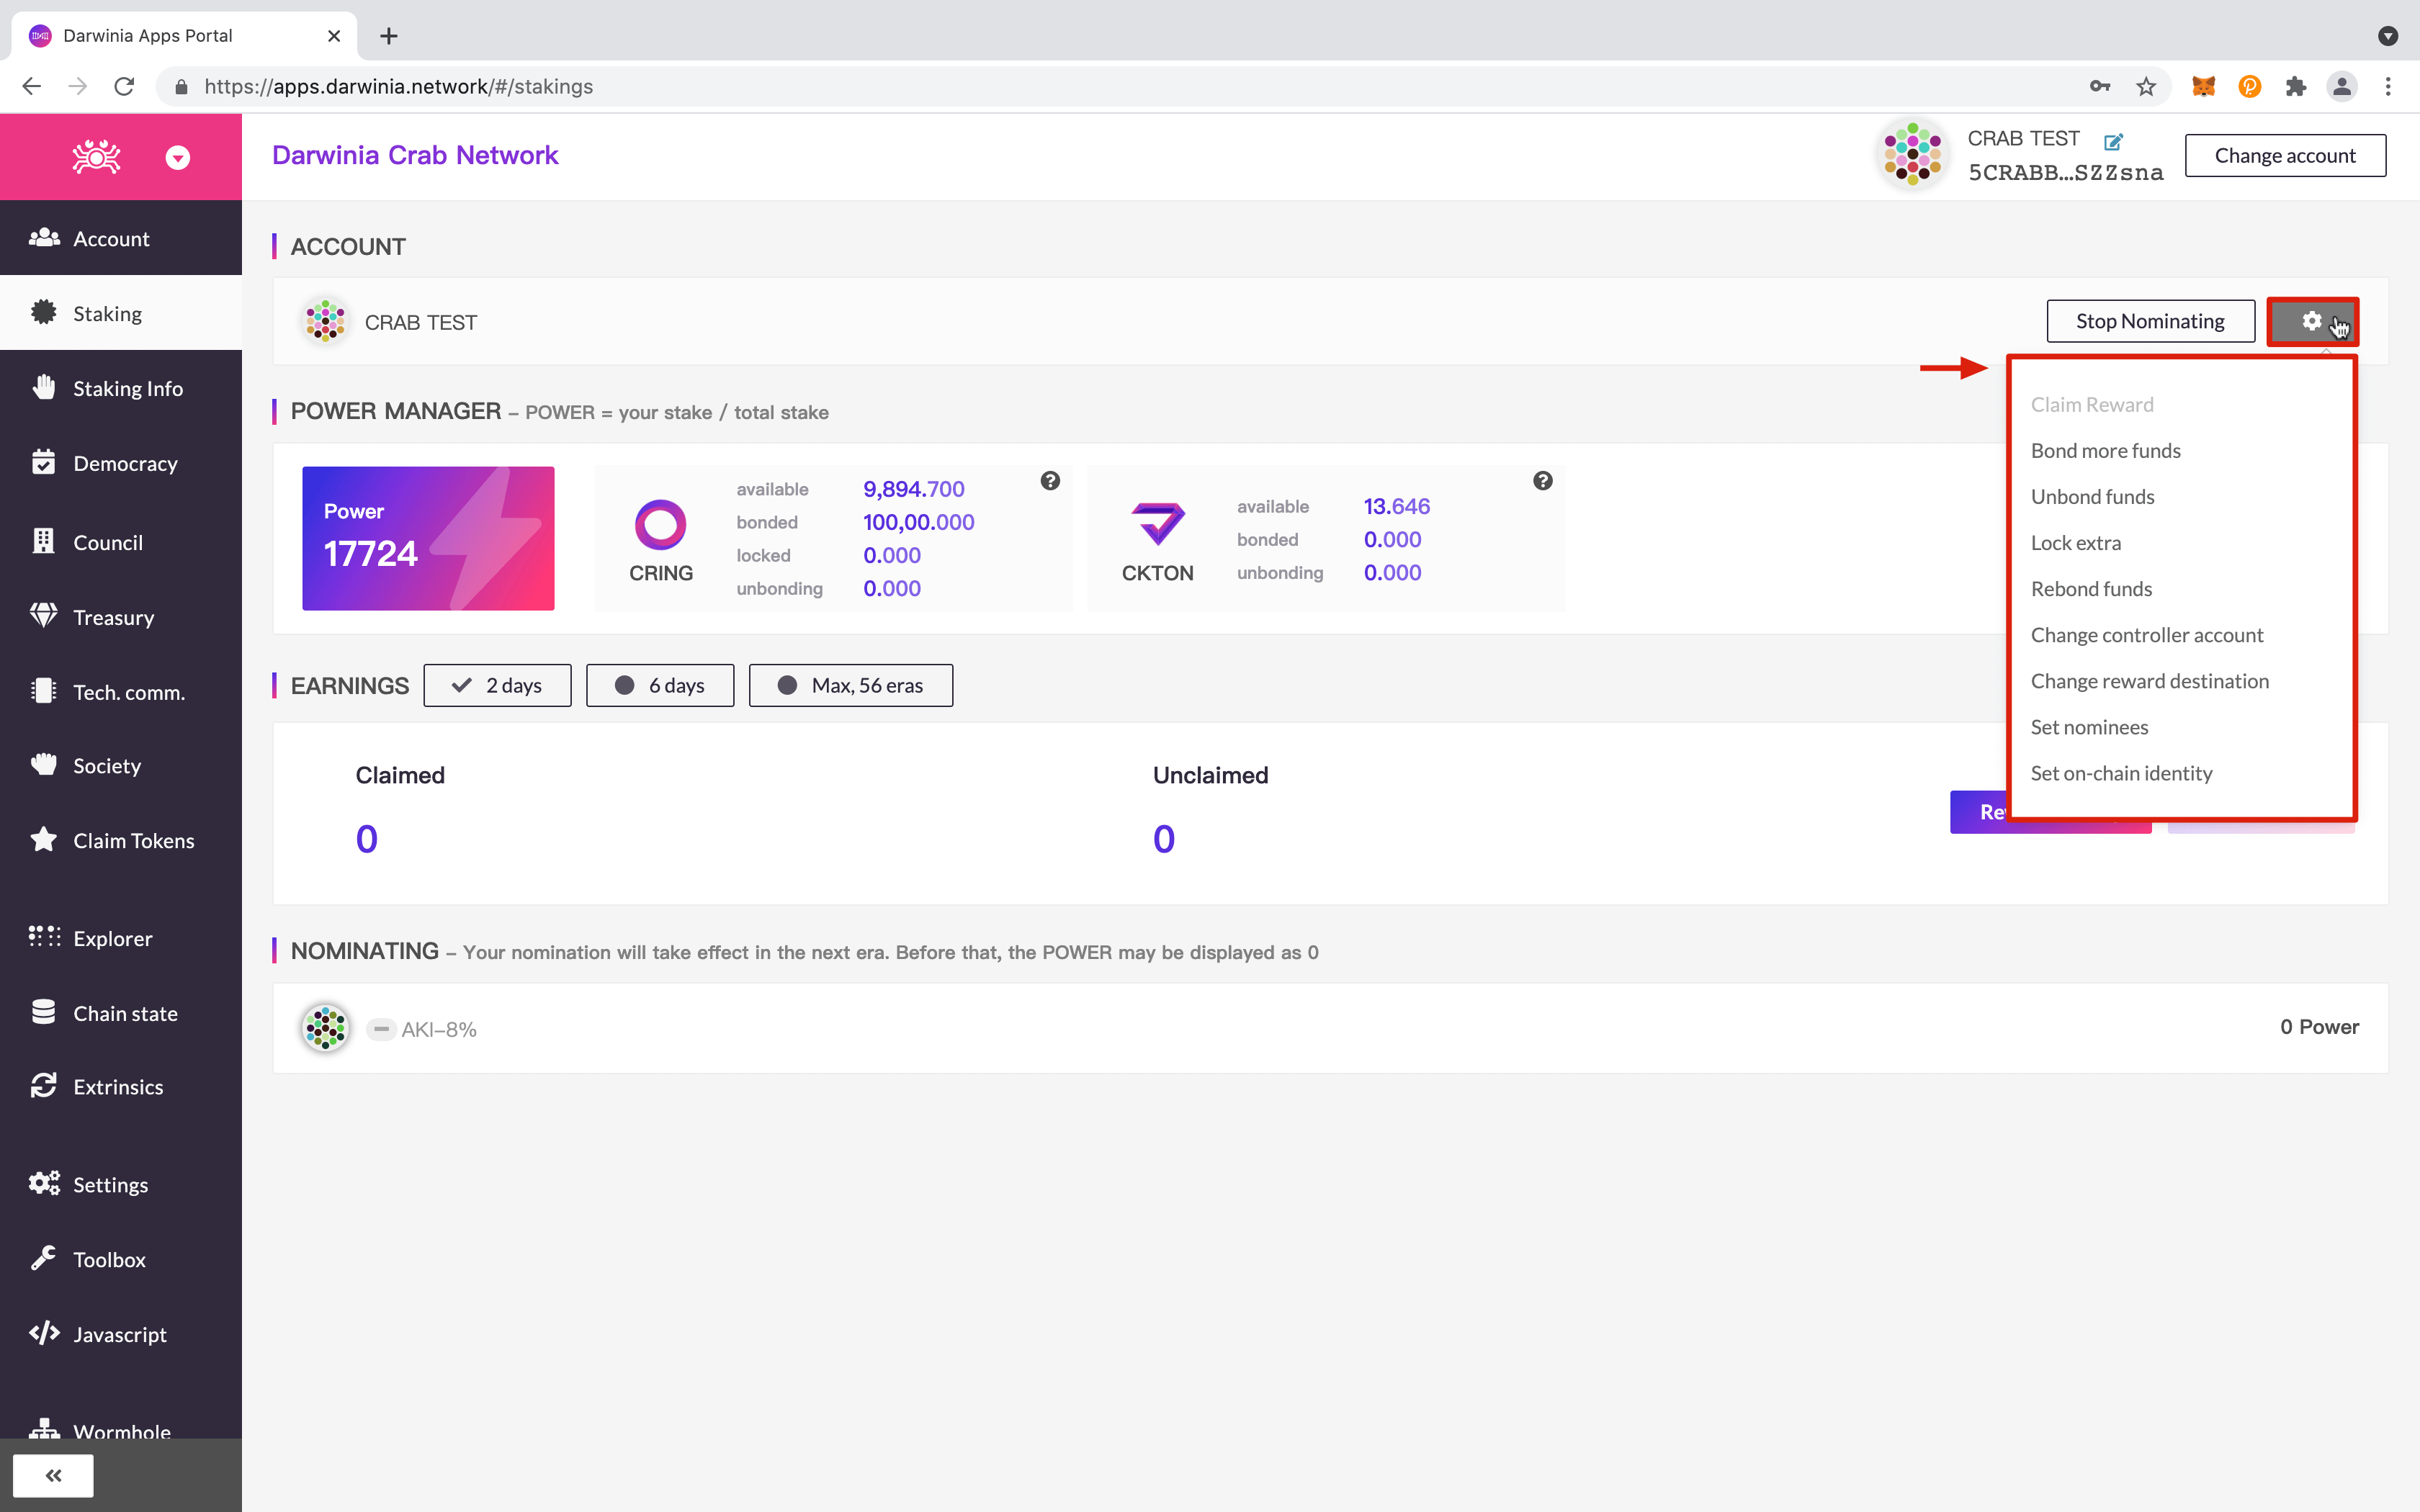 Darwinia Apps Portal
https://apps.darwinia.network/#/stakings
Darwinia Crab Network
CRAB TEST
5CRABB...SZZsna
Change account
Account
Staking
Staking Info
Democracy
Council
Treasury
Tech. comm.
Society
Claim Tokens
Explorer
Chain state
Extrinsics
Settings
Toolbox
Javascript
Wormhole
ACCOUNT
CRAB TEST
Stop Nominating
Claim Reward
Bond more funds
Unbond funds
Lock extra
Rebond funds
Change controller account
Change reward destination
Set nominees
Set on-chain identity
POWER MANAGER – POWER = your stake / total stake
Power
17724
CRING
available 9,894.700
bonded 100,00.000
locked 0.000
unbonding 0.000
CKTON
available 13.646
bonded 0.000
unbonding 0.000
EARNINGS
2 days
6 days
Max, 56 eras
Claimed
0
Unclaimed
0
NOMINATING – Your nomination will take effect in the next era. Before that, the POWER may be displayed as 0
AKI–8%
0 Power